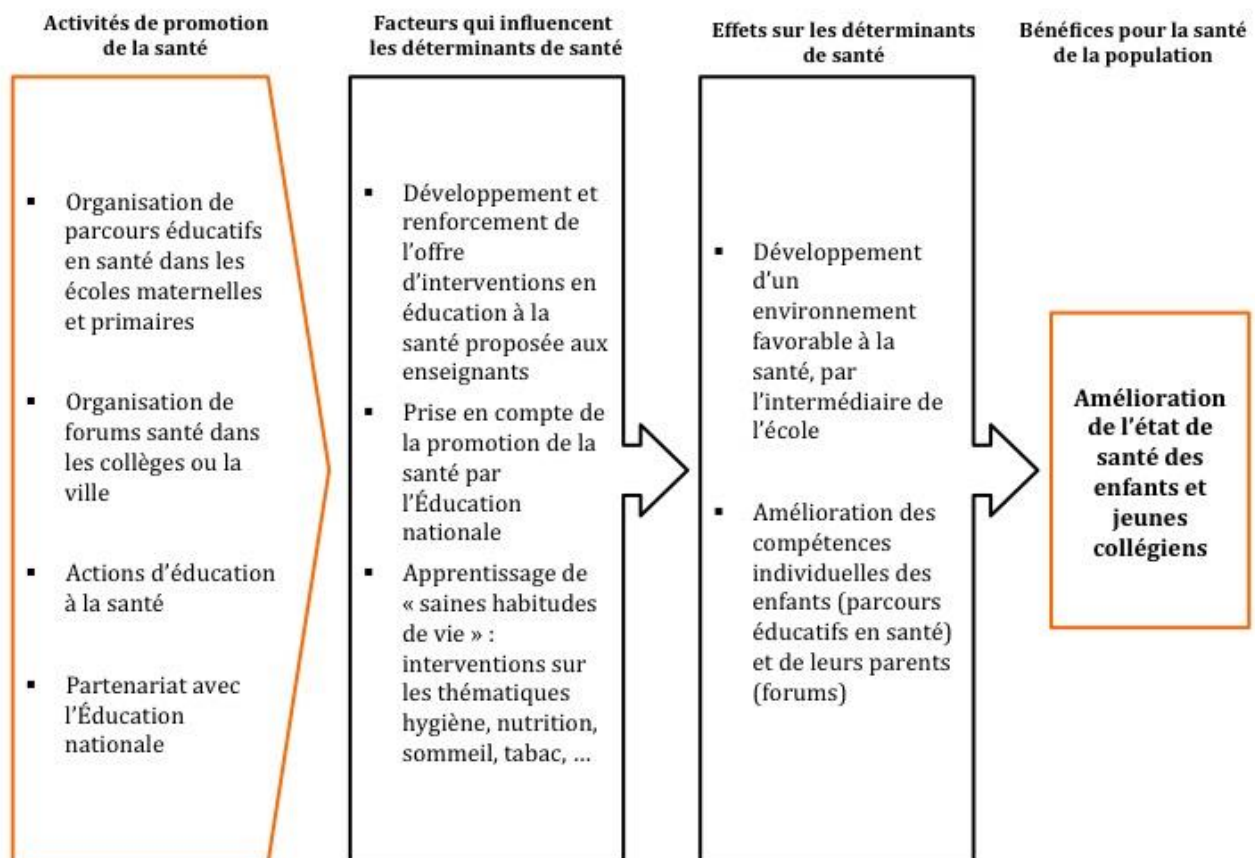 Activités de promotion
de la santé
Facteurs qui influencent
les déterminants de santé
Effets sur les déterminants
de santé
Bénéfices pour la santé
de la population
▪ Organisation de
parcours éducatifs
en santé dans les
écoles maternelles
et primaires
▪ Organisation de
forums santé dans
les collèges ou la
ville
▪ Actions d’éducation
à la santé
▪ Partenariat avec
l’Éducation
nationale
▪ Développement et
renforcement de
l’offre
d’interventions en
éducation à la
santé proposée aux
enseignants
▪ Prise en compte de
la promotion de la
santé par
l’Éducation
nationale
▪ Apprentissage de
« saines habitudes
de vie » :
interventions sur
les thématiques
hygiène, nutrition,
sommeil, tabac, …
▪ Développement
d’un
environnement
favorable à la
santé, par
l’intermédiaire de
l’école
▪ Amélioration des
compétences
individuelles des
enfants (parcours
éducatifs en santé)
et de leurs parents
(forums)
Amélioration
de l’état de
santé des
enfants et
jeunes
collégiens